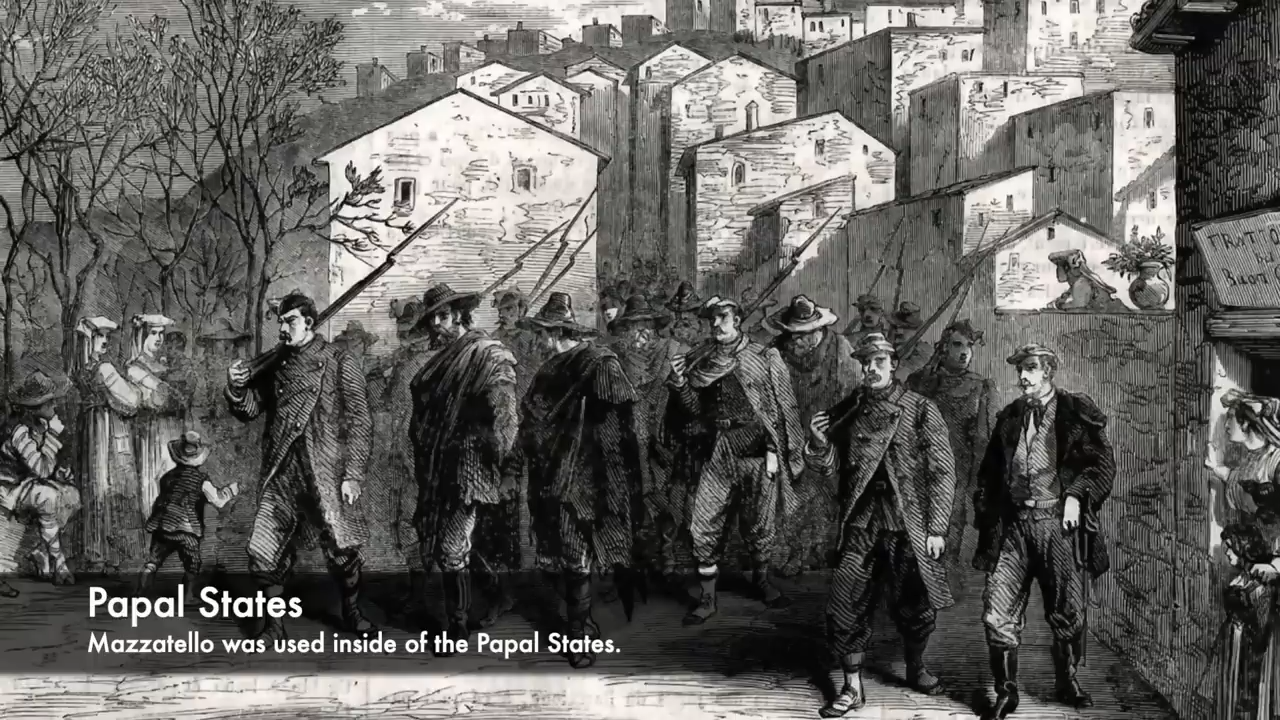 Papal States
Mazzatello was used inside of the Papal States.